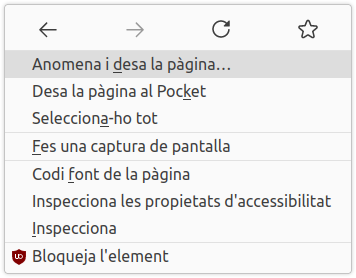 Anomena i desa la pàgina…
Desa la pàgina al Pocket
Selecciona-ho tot
Fes una captura de pantalla
Codi font de la pàgina
Inspecciona les propietats d'accessibilitat
Inspecciona
Bloqueja l'element